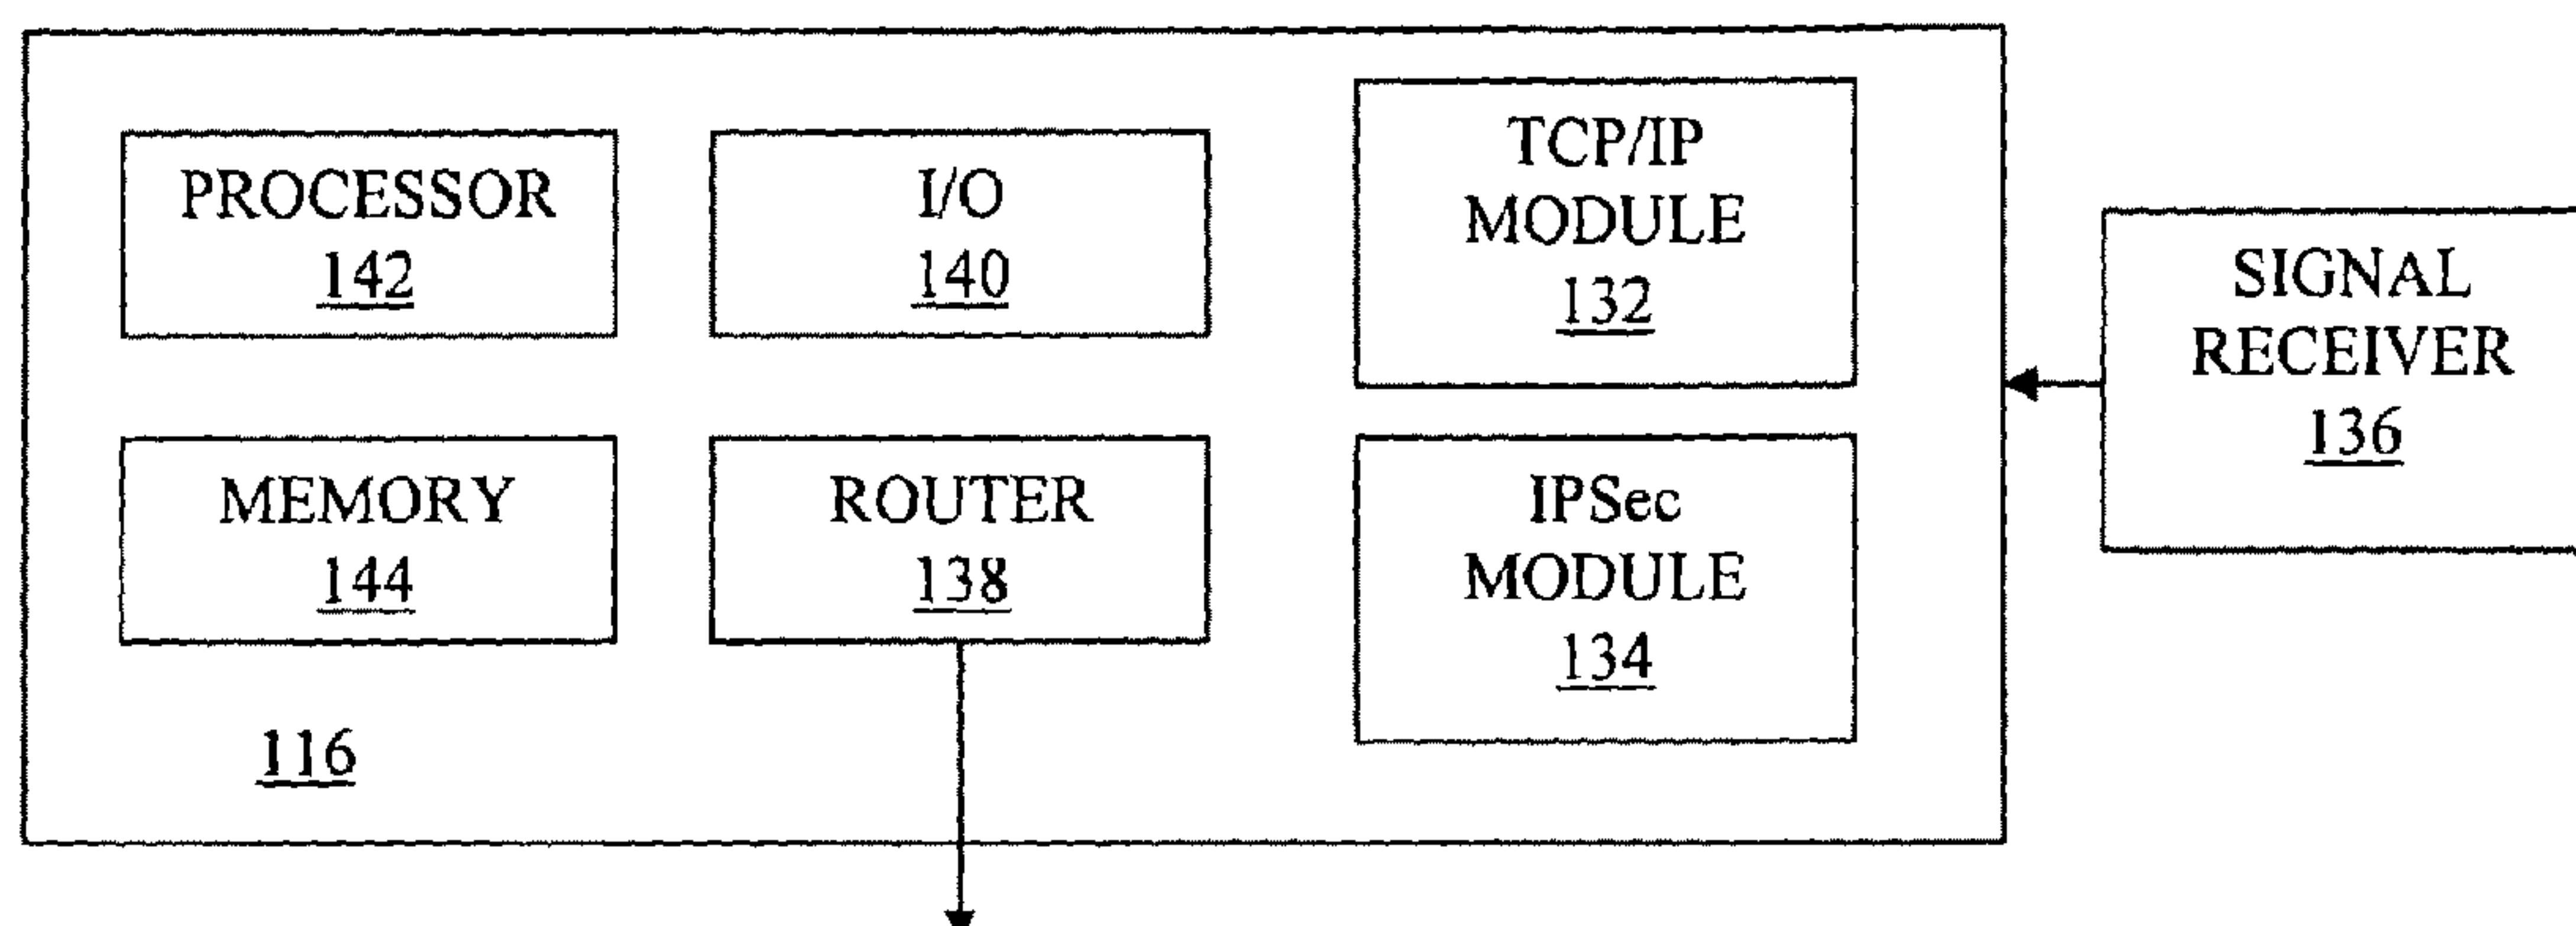 PROCESSOR
142
I/O
140
TCP/IP
MODULE
132
SIGNAL
RECEIVER
136
MEMORY
144
ROUTER
138
IPSec
MODULE
134
116